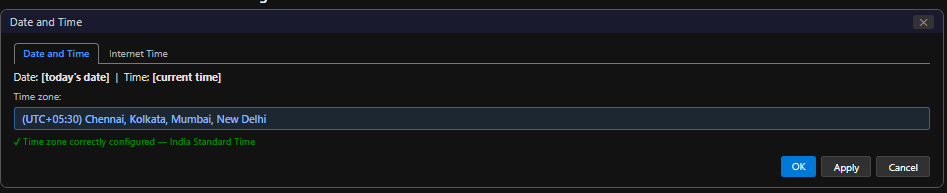 Date and Time
Date and Time Internet Time
Date: [today's date] | Time: [current time]
Time zone:
(UTC+05:30) Chennai, Kolkata, Mumbai, New Delhi
✓ Time zone correctly configured — India Standard Time
OK Apply Cancel